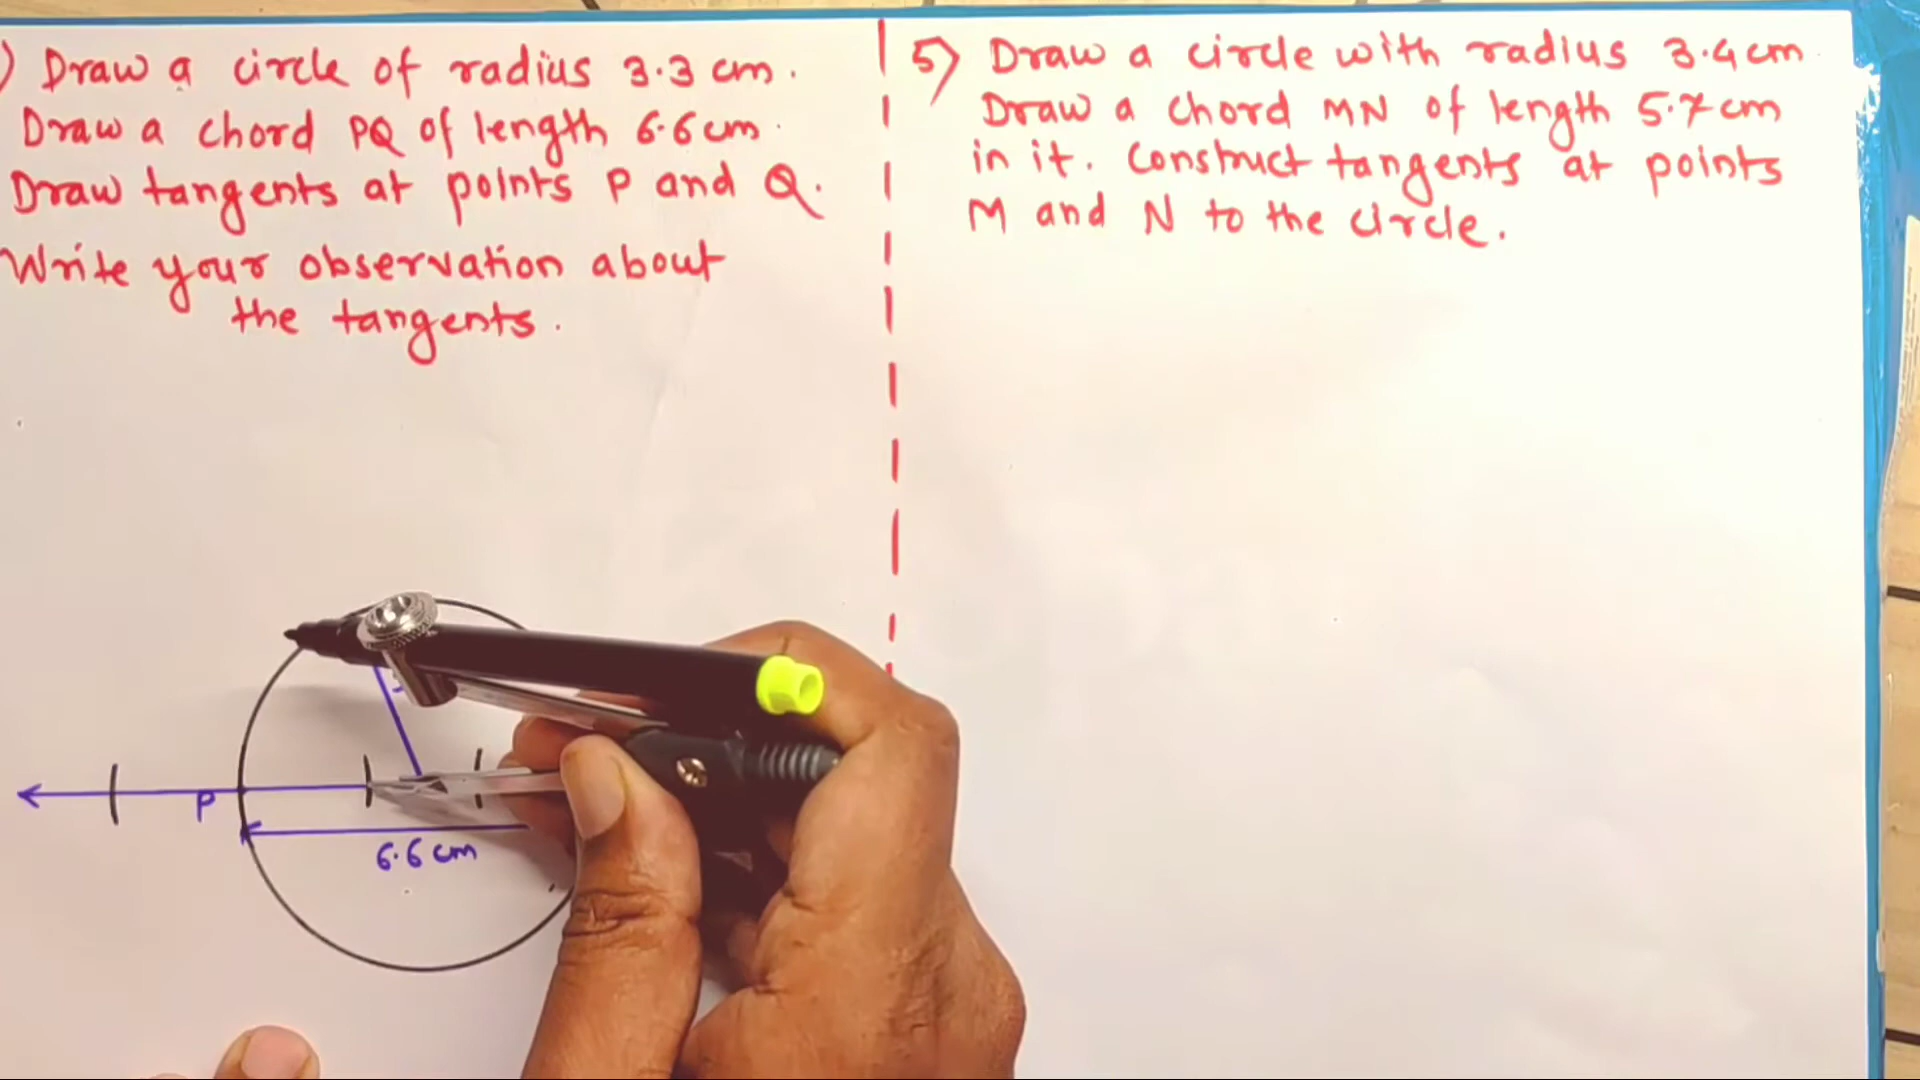 ) Draw a circle of radius 3.3 cm.
Draw a chord PQ of length 6.6 cm.
Draw tangents at points P and Q.
Write your observation about
the tangents.
5) Draw a circle with radius 3.4 cm
Draw a chord MN of length 5.7 cm
in it. Construct tangents at points
M and N to the circle.
P
6.6 cm